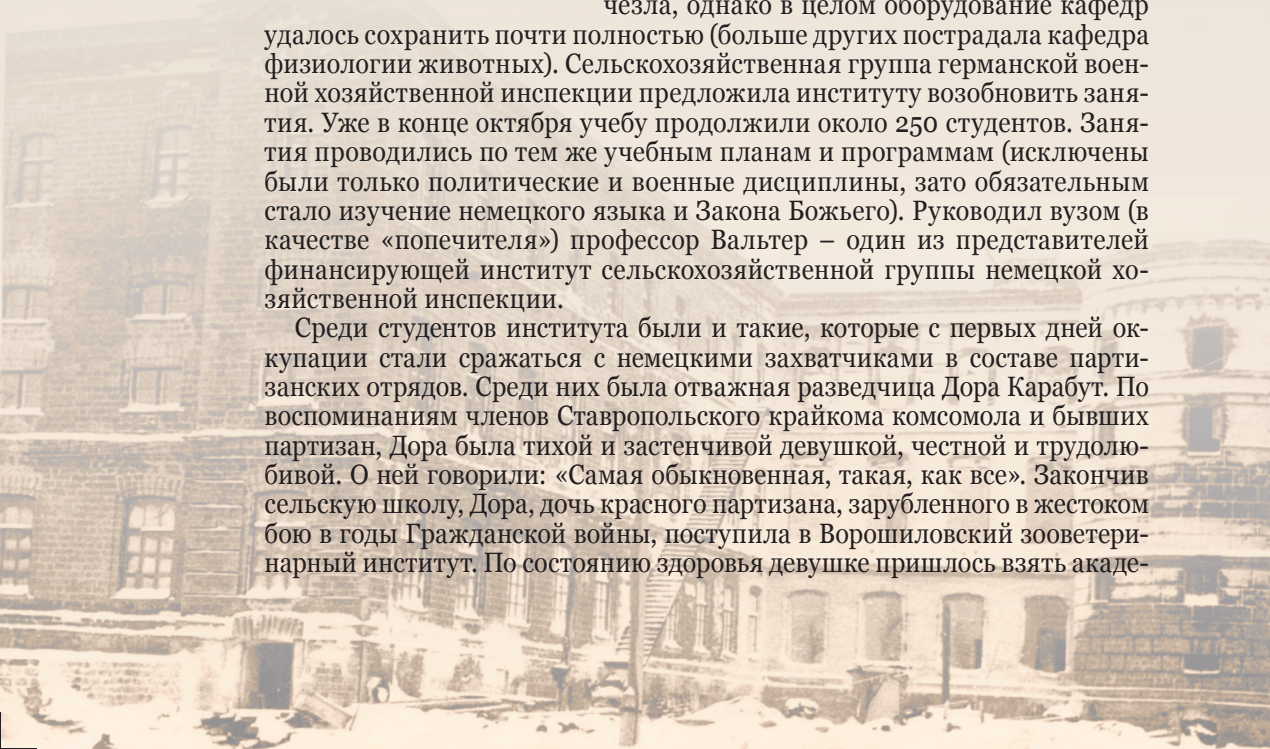 чезла, однако в целом оборудование кафедр
удалось сохранить почти полностью (больше других пострадала кафедра
физиологии животных). Сельскохозяйственная группа германской воен-
ной хозяйственной инспекции предложила институту возобновить заня-
тия. Уже в конце октября учебу продолжили около 250 студентов. Заня-
тия проводились по тем же учебным планам и программам (исключены
были только политические и военные дисциплины, зато обязательным
стало изучение немецкого языка и Закона Божьего). Руководил вузом (в
качестве «попечителя») профессор Вальтер – один из представителей
финансирующей институт сельскохозяйственной группы немецкой хо-
зяйственной инспекции.
Среди студентов института были и такие, которые с первых дней ок-
купации стали сражаться с немецкими захватчиками в составе парти-
занских отрядов. Среди них была отважная разведчица Дора Карабут. По
воспоминаниям членов Ставропольского крайкома комсомола и бывших
партизан, Дора была тихой и застенчивой девушкой, честной и трудолю-
бивой. О ней говорили: «Самая обыкновенная, такая, как все». Закончив
сельскую школу, Дора, дочь красного партизана, зарубленного в жестоком
бою в годы Гражданской войны, поступила в Ворошиловский зооветери-
нарный институт. По состоянию здоровья девушке пришлось взять акаде-